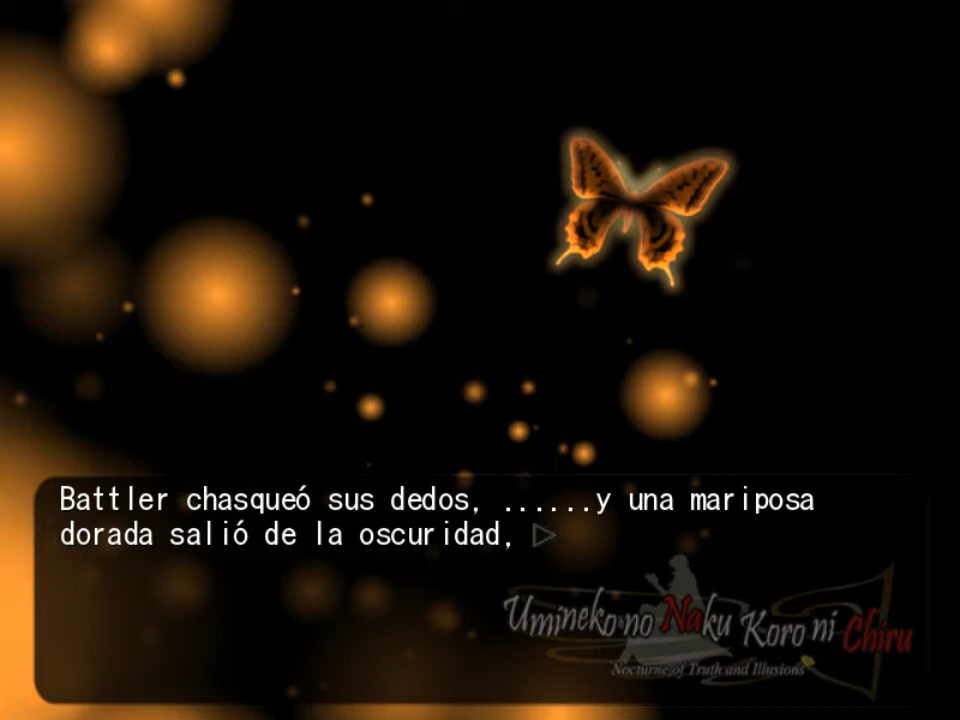 Battler chasqueó sus dedos, ......y una mariposa
dorada salió de la oscuridad,
Umineko no Naku Koro ni Chiru
Nocturne of Truth and Illusions